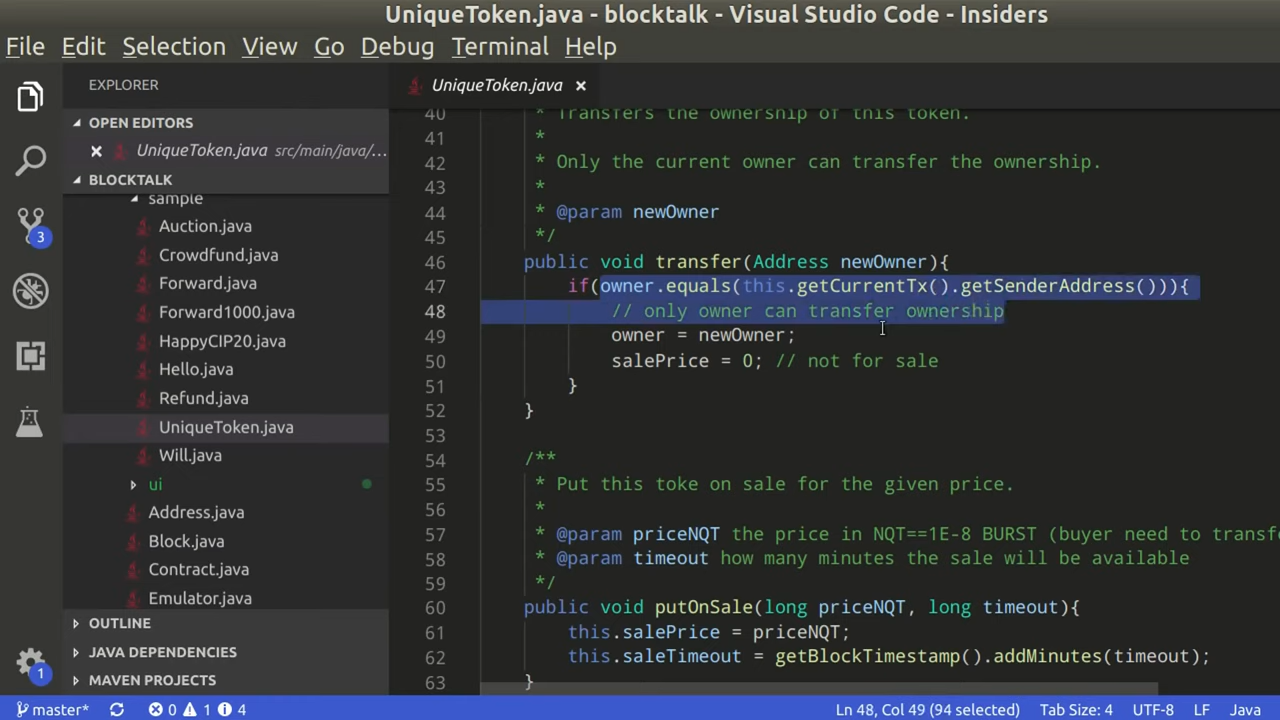 UniqueToken.java - blocktalk - Visual Studio Code - Insiders
File Edit Selection View Go Debug Terminal Help
EXPLORER
OPEN EDITORS
UniqueToken.java src/main/java/...
BLOCKTALK
sample
Auction.java
Crowdfund.java
Forward.java
Forward1000.java
HappyCIP20.java
Hello.java
Refund.java
UniqueToken.java
Will.java
ui
Address.java
Block.java
Contract.java
Emulator.java
OUTLINE
JAVA DEPENDENCIES
MAVEN PROJECTS
3
1
UniqueToken.java
40 * Transfers the ownership of this token.
41 *
42 * Only the current owner can transfer the ownership.
43 *
44 * @param newOwner
45 */
46 public void transfer(Address newOwner){
47 if(owner.equals(this.getCurrentTx().getSenderAddress())){
48 // only owner can transfer ownership
49 owner = newOwner;
50 salePrice = 0; // not for sale
51 }
52 }
53
54 /**
55 * Put this toke on sale for the given price.
56 *
57 * @param priceNQT the price in NQT==1E-8 BURST (buyer need to transf
58 * @param timeout how many minutes the sale will be available
59 */
60 public void putOnSale(long priceNQT, long timeout){
61 this.salePrice = priceNQT;
62 this.saleTimeout = getBlockTimestamp().addMinutes(timeout);
63 }
master* 0 1 4 Ln 48, Col 49 (94 selected) Tab Size: 4 UTF-8 LF Java